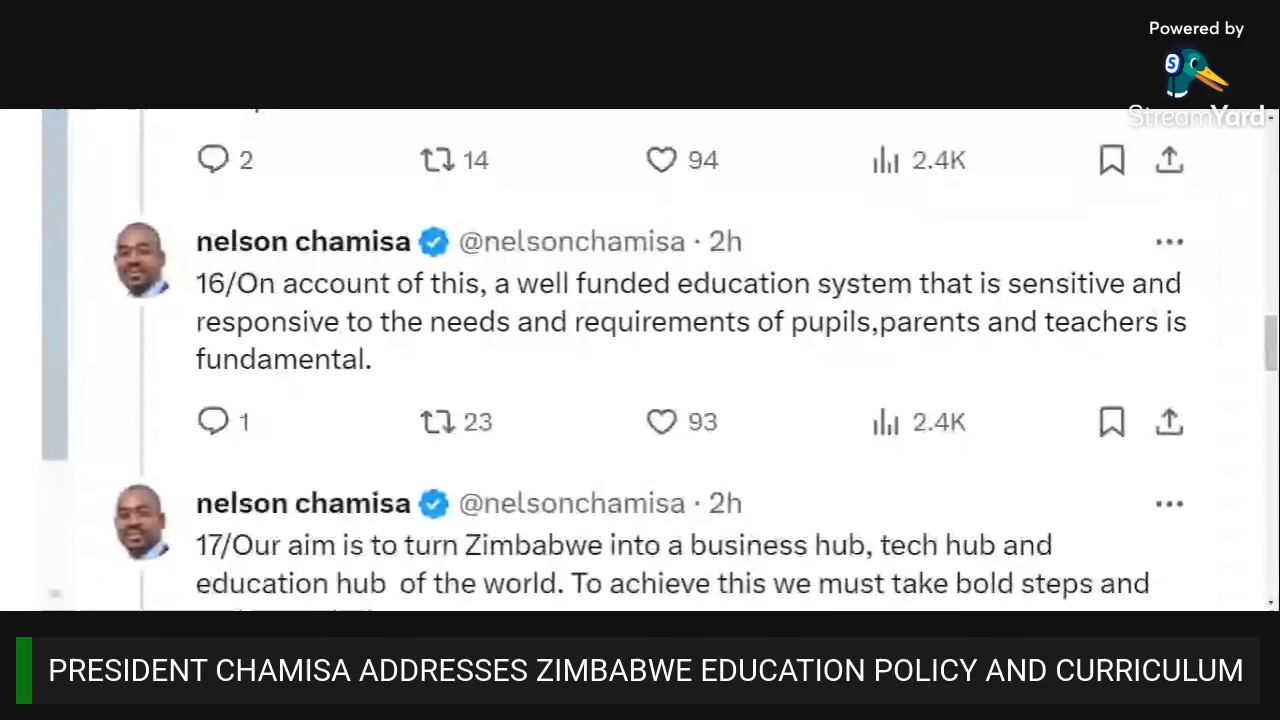 Powered by
StreamYard
2 14 94 2.4K
nelson chamisa @nelsonchamisa · 2h
16/On account of this, a well funded education system that is sensitive and
responsive to the needs and requirements of pupils,parents and teachers is
fundamental.
1 23 93 2.4K
nelson chamisa @nelsonchamisa · 2h
17/Our aim is to turn Zimbabwe into a business hub, tech hub and
education hub of the world. To achieve this we must take bold steps and
PRESIDENT CHAMISA ADDRESSES ZIMBABWE EDUCATION POLICY AND CURRICULUM